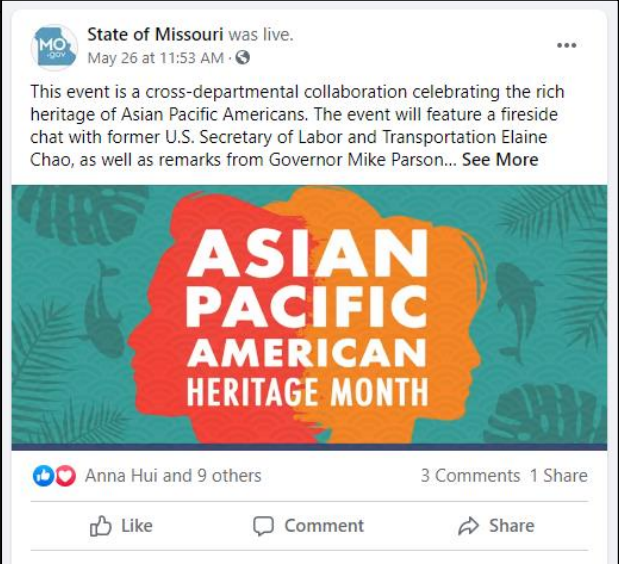 MO
.gov
State of Missouri was live.
May 26 at 11:53 AM ·
This event is a cross-departmental collaboration celebrating the rich
heritage of Asian Pacific Americans. The event will feature a fireside
chat with former U.S. Secretary of Labor and Transportation Elaine
Chao, as well as remarks from Governor Mike Parson... See More
ASIAN
PACIFIC
AMERICAN
HERITAGE MONTH
Anna Hui and 9 others 3 Comments 1 Share
Like Comment Share